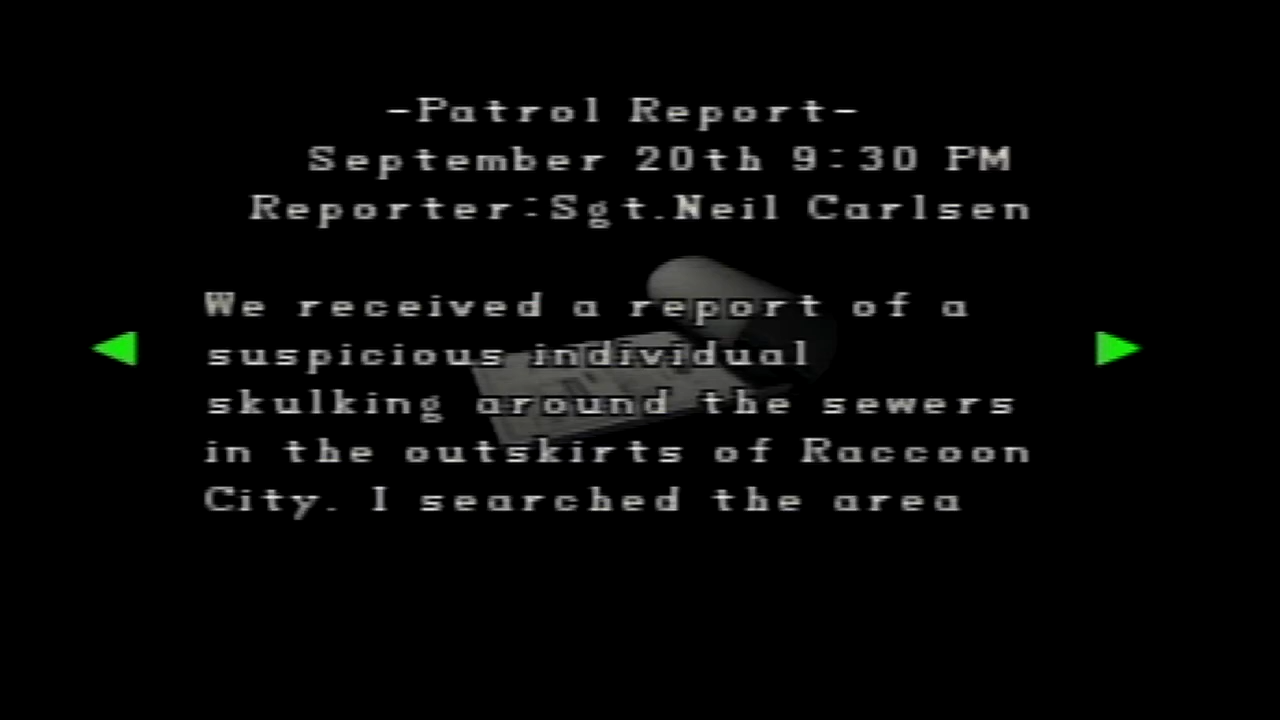 -Patrol Report-
September 20th 9:30 PM
Reporter:Sgt.Neil Carlsen
We received a report of a
suspicious individual
skulking around the sewers
in the outskirts of Raccoon
City. I searched the area